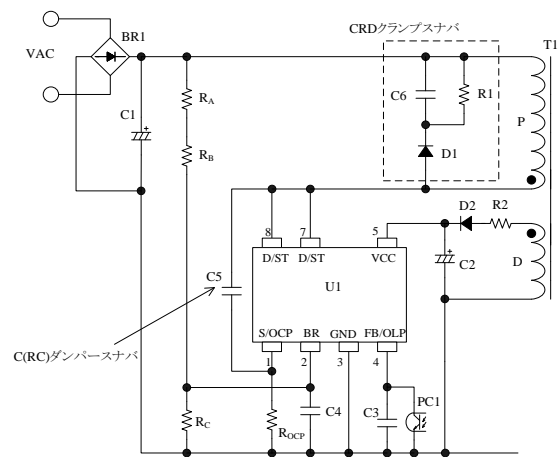 CRDクランプスナバ
T1
BR1
VAC
C1
RA
RB
C6
R1
P
D1
D2
R2
8
7
5
D/ST
D/ST
VCC
C2
D
C5
U1
C(RC)ダンパースナバ
S/OCP
BR
GND
FB/OLP
1
2
3
4
RC
ROCP
C4
C3
PC1